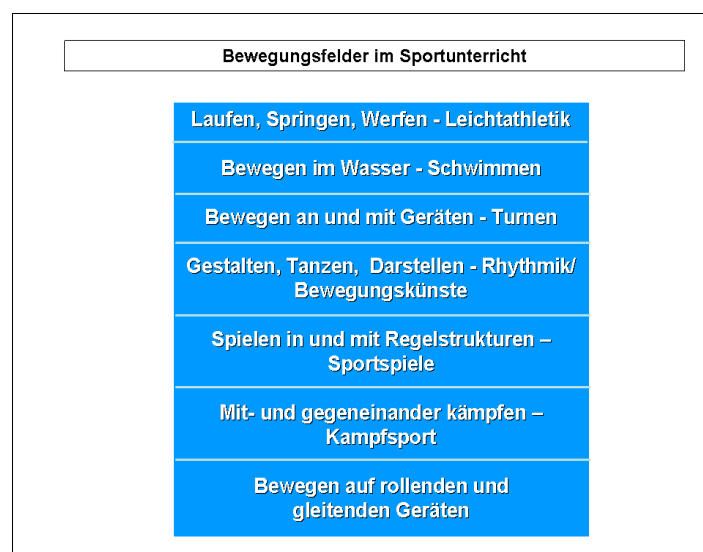 Bewegungsfelder im Sportunterricht
Laufen, Springen, Werfen - Leichtathletik
Bewegen im Wasser - Schwimmen
Bewegen an und mit Geräten - Turnen
Gestalten, Tanzen, Darstellen - Rhythmik/
Bewegungskünste
Spielen in und mit Regelstrukturen –
Sportspiele
Mit- und gegeneinander kämpfen –
Kampfsport
Bewegen auf rollenden und
gleitenden Geräten